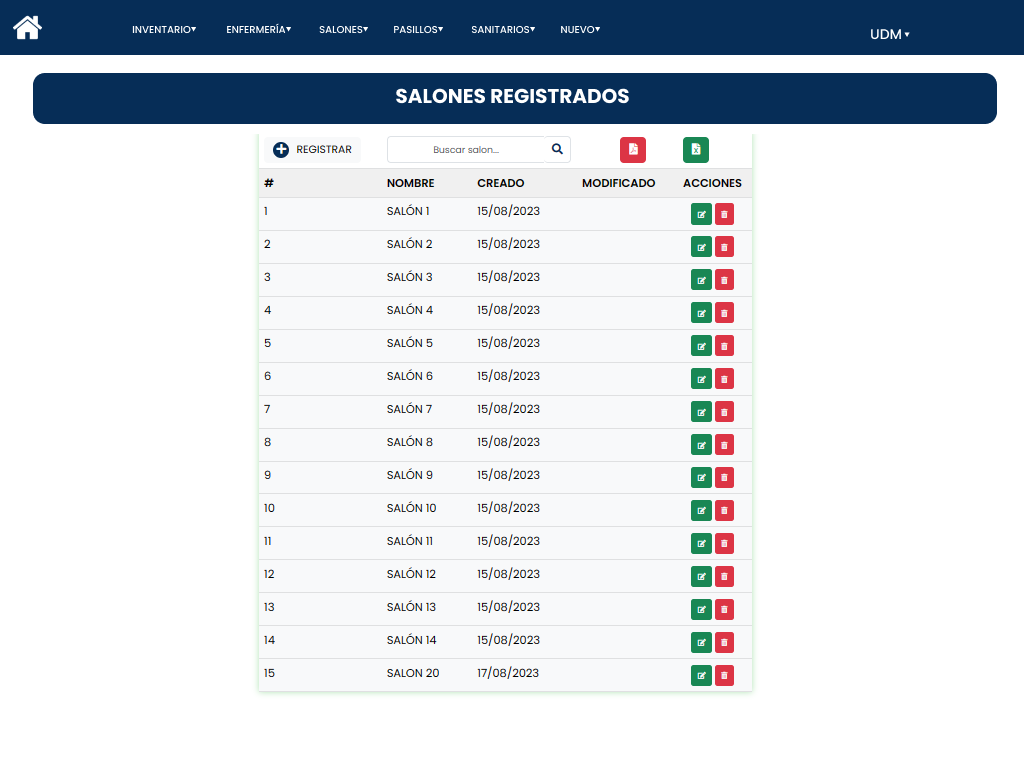 INVENTARIO▾ ENFERMERÍA▾ SALONES▾ PASILLOS▾ SANITARIOS▾ NUEVO▾ UDM ▾
SALONES REGISTRADOS
REGISTRAR Buscar salon...
# NOMBRE CREADO MODIFICADO ACCIONES
1 SALÓN 1 15/08/2023
2 SALÓN 2 15/08/2023
3 SALÓN 3 15/08/2023
4 SALÓN 4 15/08/2023
5 SALÓN 5 15/08/2023
6 SALÓN 6 15/08/2023
7 SALÓN 7 15/08/2023
8 SALÓN 8 15/08/2023
9 SALÓN 9 15/08/2023
10 SALÓN 10 15/08/2023
11 SALÓN 11 15/08/2023
12 SALÓN 12 15/08/2023
13 SALÓN 13 15/08/2023
14 SALÓN 14 15/08/2023
15 SALON 20 17/08/2023